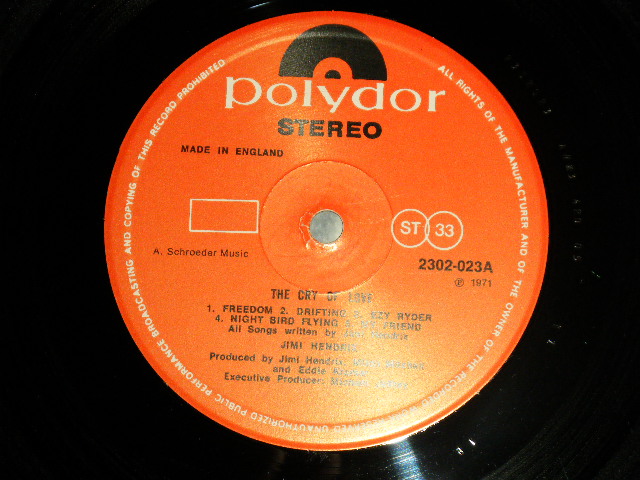 polydor
STEREO
MADE IN ENGLAND
ST 33
A. Schroeder Music
2302-023A
℗ 1971
THE CRY OF LOVE
1. FREEDOM 2. DRIFTING 3. EZY RYDER
4. NIGHT BIRD FLYING 5. MY FRIEND
All Songs written by Jimi Hendrix
JIMI HENDRIX
Produced by Jimi Hendrix,
and Eddie Kramer
Executive Producer:
ALL RIGHTS OF THE MANUFACTURER AND OF THE OWNER OF THE RECORDED WORK RESERVED UNAUTHORIZED PUBLIC PERFORMANCE BROADCASTING AND COPYING OF THIS RECORD PROHIBITED